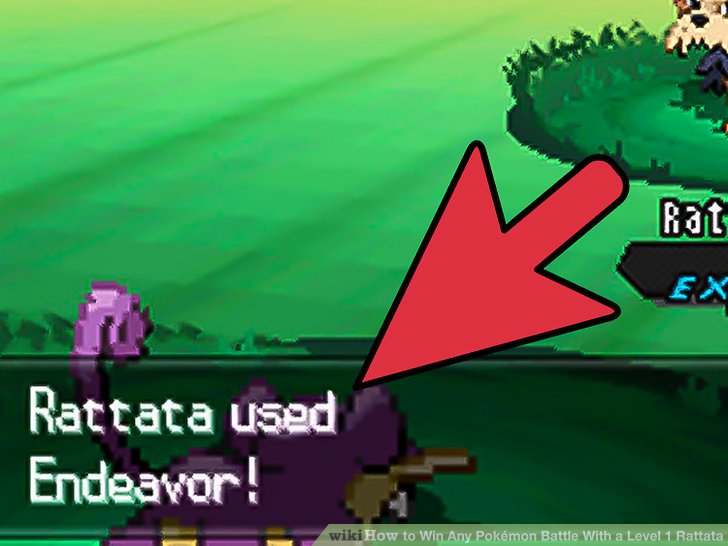 Rat
EX
Rattata used
Endeavor!
wikiHow to Win Any Pokémon Battle With a Level 1 Rattata